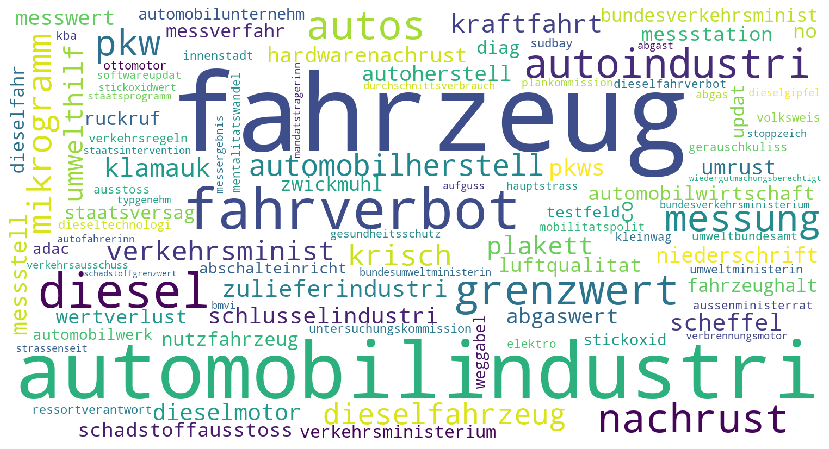 messwert
automobilunternehm
messverfahr
kba
pkw
ottomotor
innenstadt
autos
kraftfahrt
bundesverkehrsminist
messstation
no
diag
sudbay
abgast
hardwarenachrust
autoindustri
softwareupdat
stickoxidwert
staatsprogramm
autoherstell
durchschnittsverbrauch
plankommission
dieselfahrverbot
abgas
dieselgipfel
dieselfahr
mikrogramm
umwelthilf
ruckruf
verkehrsregeln
staatsintervention
messergebnis
mentalitatswandel
mandatstragerinn
fahrzeug
updat
volksweis
stoppzeich
gerauschkuliss
klamauk
automobilherstell
pkws
umrust
wiedergutmachungsberechtigt
ausstoss
typgenehm
zwickmuhl
aufguss
hauptstrass
automobilwirtschaft
staatsversag
dieseltechnologi
fahrverbot
testfeld
co
bundesverkehrsministerium
messung
mobilitatspolit
kleinwag
umweltbundesamt
gesundheitsschutz
messstell
autofahrerinn
adac
verkehrsminist
krisch
plakett
niederschrift
verkehrsausschuss
schadstoffgrenzwert
abschalteinricht
bundesumweltministerin
luftqualitat
umweltministerin
diesel
bmvi
zulieferindustri
grenzwert
fahrzeughalt
aussenministerrat
wertverlust
schlusselindustri
abgaswert
scheffel
automobilwerk
nutzfahrzeug
untersuchungskommission
weggabel
elektro
stickoxid
verbrennungsmotor
strassenseit
automobilindustri
ressortverantwort
dieselmotor
dieselfahrzeug
nachrust
schadstoffausstoss
verkehrsministerium